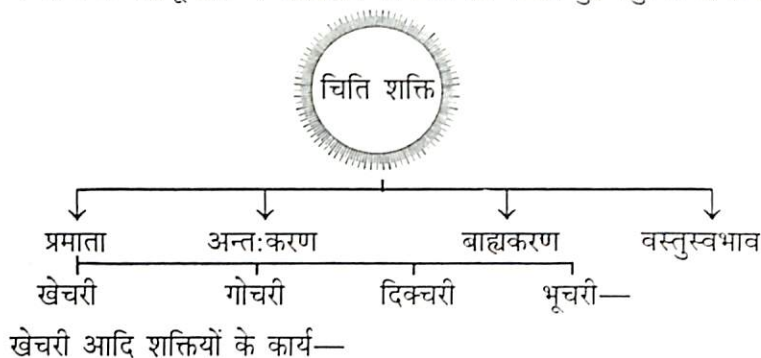 चिति शक्ति
प्रमाता अन्त:करण बाह्यकरण वस्तुस्वभाव
खेचरी गोचरी दिक्चरी भूचरी—
खेचरी आदि शक्तियों के कार्य—